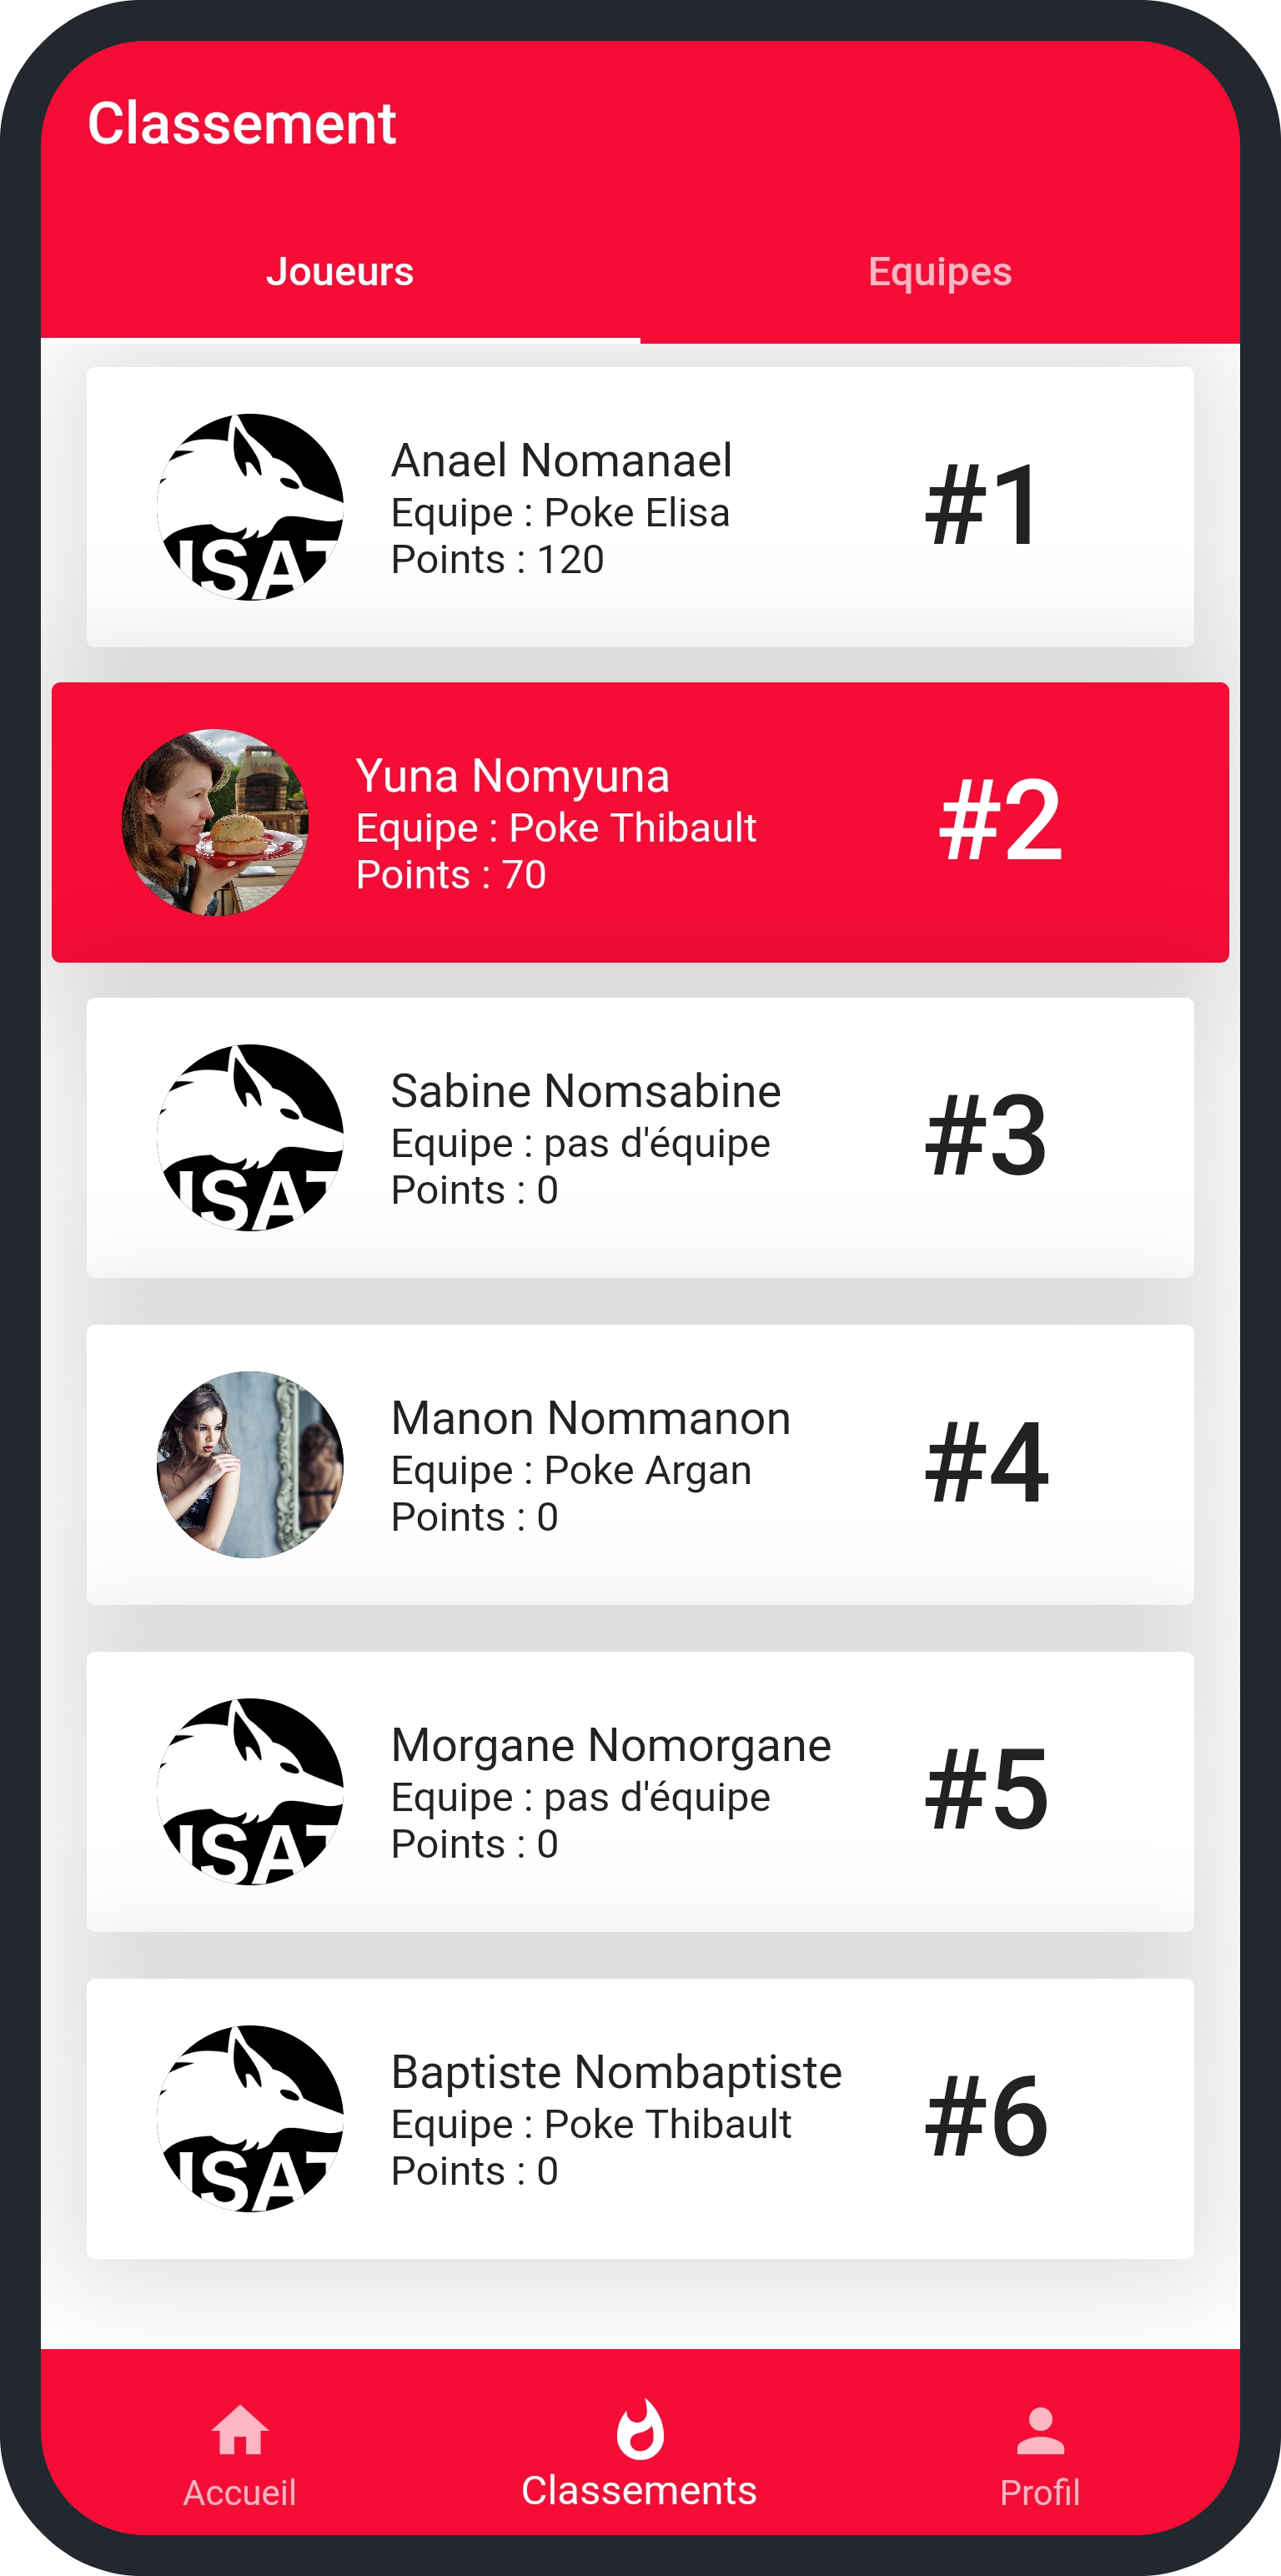 Classement
Joueurs
Equipes
Anael Nomanael
Equipe : Poke Elisa
Points : 120
#1
ISAT
Yuna Nomyuna
Equipe : Poke Thibault
Points : 70
#2
Sabine Nomsabine
Equipe : pas d'équipe
Points : 0
#3
ISAT
Manon Nommanon
Equipe : Poke Argan
Points : 0
#4
Morgane Nomorgane
Equipe : pas d'équipe
Points : 0
#5
ISAT
Baptiste Nombaptiste
Equipe : Poke Thibault
Points : 0
#6
ISAT
Accueil
Classements
Profil